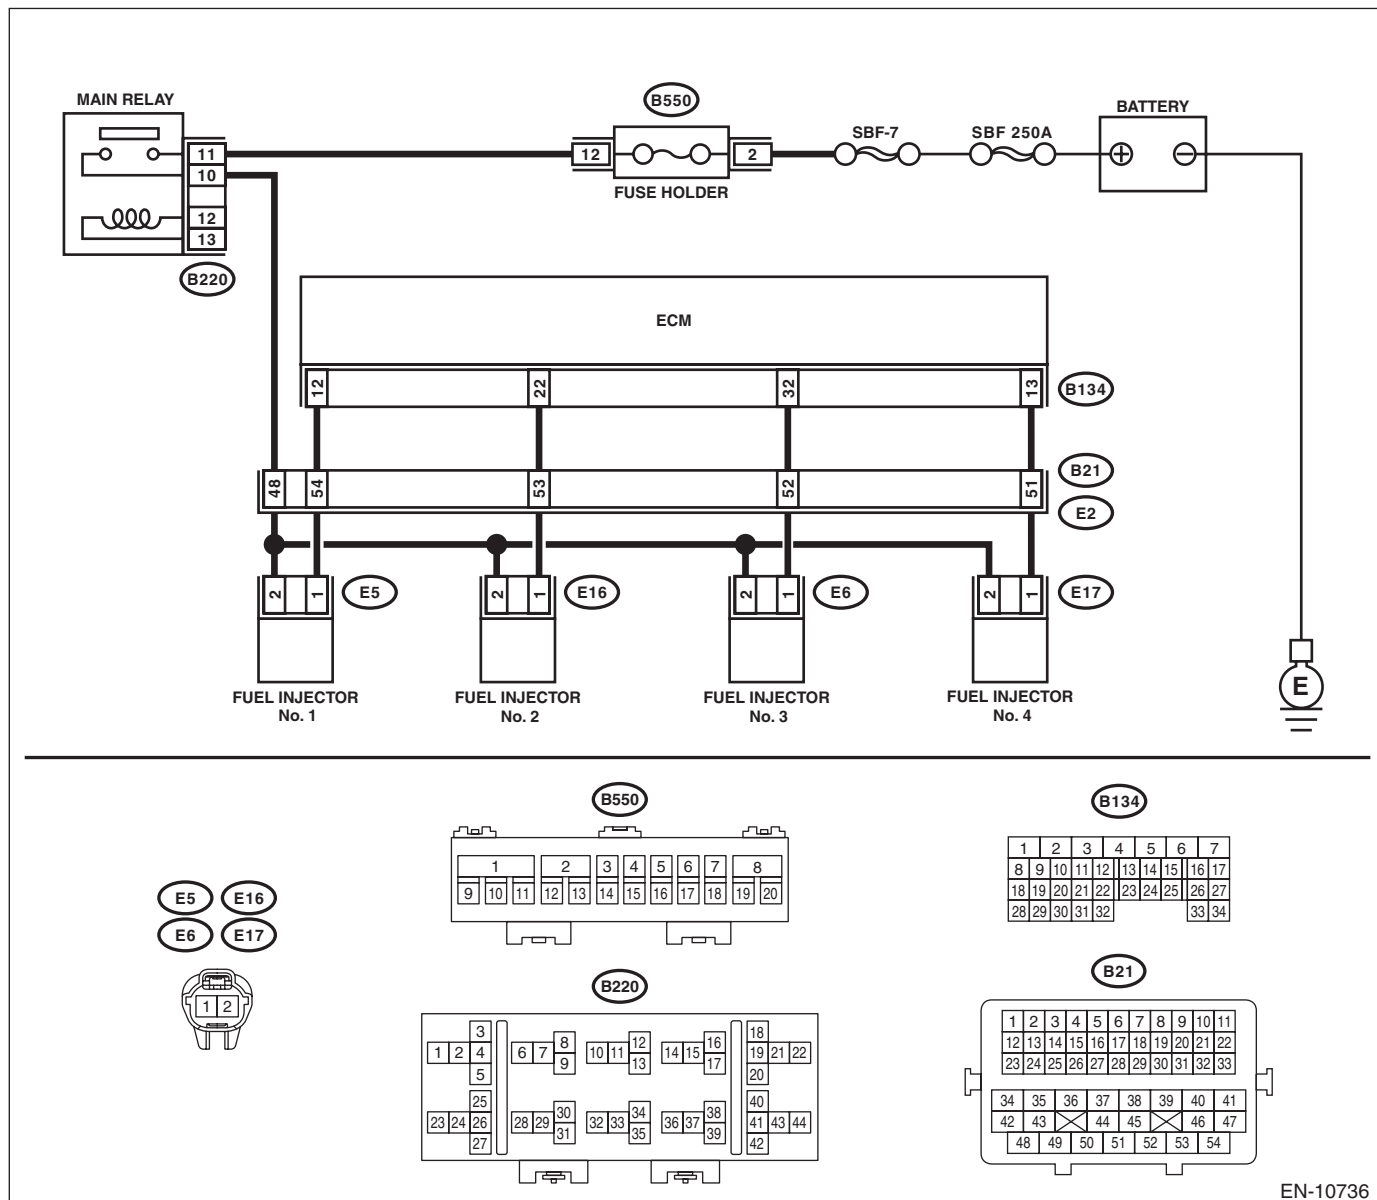 MAIN RELAY
B550
BATTERY
SBF-7
SBF 250A
11
12
2
10
FUSE HOLDER
12
13
B220
ECM
12
22
32
13
B134
48
54
53
52
51
B21
E2
2
1
E5
2
1
E16
2
1
E6
2
1
E17
FUEL INJECTOR
No. 1
FUEL INJECTOR
No. 2
FUEL INJECTOR
No. 3
FUEL INJECTOR
No. 4
E
B550
1 2 3 4 5 6 7 8
9 10 11 12 13 14 15 16 17 18 19 20
B134
1 2 3 4 5 6 7
8 9 10 11 12 13 14 15 16 17
18 19 20 21 22 23 24 25 26 27
28 29 30 31 32 33 34
E5 E16
E6 E17
1 2
B220
3 8 12 16 18
1 2 4 6 7 10 11 14 15 19 21 22
5 9 13 17 20
25 30 34 38 40
23 24 26 28 29 32 33 36 37 41 43 44
27 31 35 39 42
B21
1 2 3 4 5 6 7 8 9 10 11
12 13 14 15 16 17 18 19 20 21 22
23 24 25 26 27 28 29 30 31 32 33
34 35 36 37 38 39 40 41
42 43 44 45 46 47
48 49 50 51 52 53 54
EN-10736